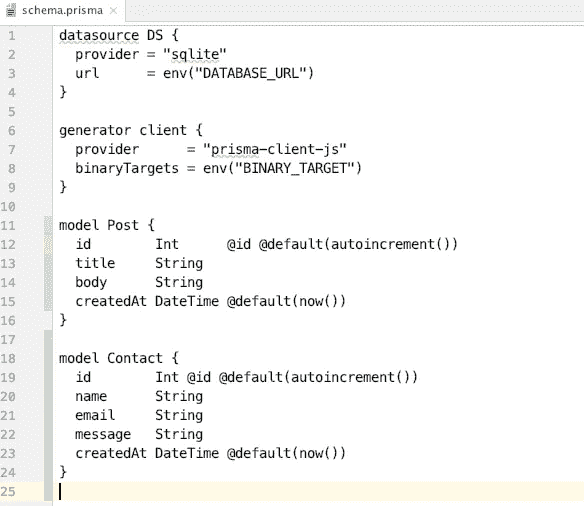 schema.prisma
1 datasource DS {
2   provider = "sqlite"
3   url      = env("DATABASE_URL")
4 }
5
6 generator client {
7   provider      = "prisma-client-js"
8   binaryTargets = env("BINARY_TARGET")
9 }
10
11 model Post {
12   id        Int      @id @default(autoincrement())
13   title     String
14   body      String
15   createdAt DateTime @default(now())
16 }
17
18 model Contact {
19   id        Int @id @default(autoincrement())
20   name      String
21   email     String
22   message   String
23   createdAt DateTime @default(now())
24 }
25